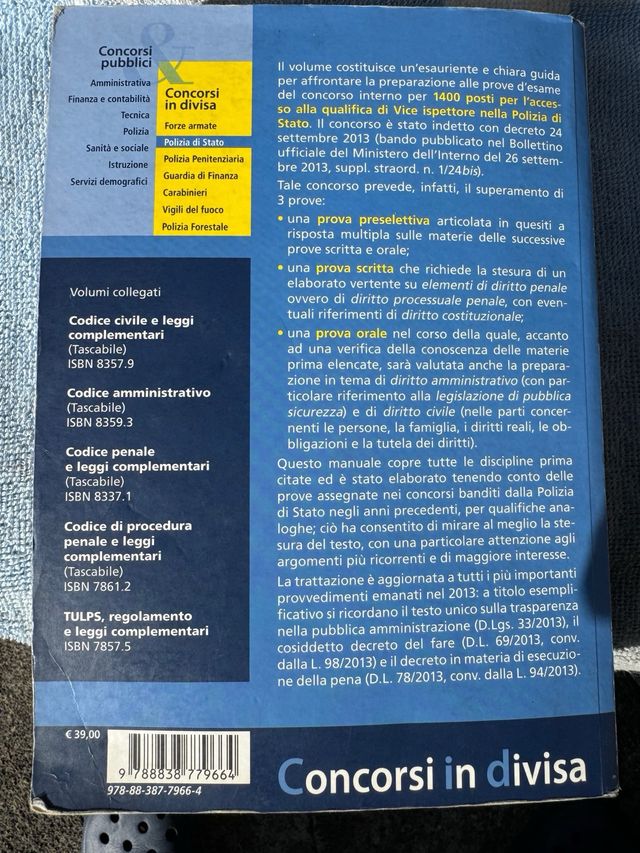 Concorsi
pubblici
&
Amministrativa
Finanza e contabilità
Tecnica
Polizia
Sanità e sociale
Istruzione
Servizi demografici
Concorsi
in divisa
Forze armate
Polizia di Stato
Polizia Penitenziaria
Guardia di Finanza
Carabinieri
Vigili del fuoco
Polizia Forestale
Volumi collegati
Codice civile e leggi
complementari
(Tascabile)
ISBN 8357.9
Codice amministrativo
(Tascabile)
ISBN 8359.3
Codice penale
e leggi complementari
(Tascabile)
ISBN 8337.1
Codice di procedura
penale e leggi
complementari
(Tascabile)
ISBN 7861.2
TULPS, regolamento
e leggi complementari
ISBN 7857.5
Il volume costituisce un'esauriente e chiara guida
per affrontare la preparazione alle prove d'esame
del concorso interno per 1400 posti per l'acces-
so alla qualifica di Vice ispettore nella Polizia di
Stato. Il concorso è stato indetto con decreto 24
settembre 2013 (bando pubblicato nel Bollettino
ufficiale del Ministero dell'Interno del 26 settem-
bre 2013, suppl. straord. n. 1/24bis).
Tale concorso prevede, infatti, il superamento di
3 prove:
• una prova preselettiva articolata in quesiti a
risposta multipla sulle materie delle successive
prove scritta e orale;
• una prova scritta che richiede la stesura di un
elaborato vertente su elementi di diritto penale
ovvero di diritto processuale penale, con even-
tuali riferimenti di diritto costituzionale;
• una prova orale nel corso della quale, accanto
ad una verifica della conoscenza delle materie
prima elencate, sarà valutata anche la prepara-
zione in tema di diritto amministrativo (con par-
ticolare riferimento alla legislazione di pubblica
sicurezza) e di diritto civile (nelle parti concer-
nenti le persone, la famiglia, i diritti reali, le ob-
bligazioni e la tutela dei diritti).
Questo manuale copre tutte le discipline prima
citate ed è stato elaborato tenendo conto delle
prove assegnate nei concorsi banditi dalla Polizia
di Stato negli anni precedenti, per qualifiche ana-
loghe; ciò ha consentito di mirare al meglio la ste-
sura del testo, con una particolare attenzione agli
argomenti più ricorrenti e di maggiore interesse.
La trattazione è aggiornata a tutti i più importanti
provvedimenti emanati nel 2013: a titolo esempli-
ficativo si ricordano il testo unico sulla trasparenza
nella pubblica amministrazione (D.Lgs. 33/2013), il
cosiddetto decreto del fare (D.L. 69/2013, conv.
dalla L. 98/2013) e il decreto in materia di esecuzio-
ne della pena (D.L. 78/2013, conv. dalla L. 94/2013).
€ 39,00
9 788838 779664
978-88-387-7966-4
Concorsi in divisa